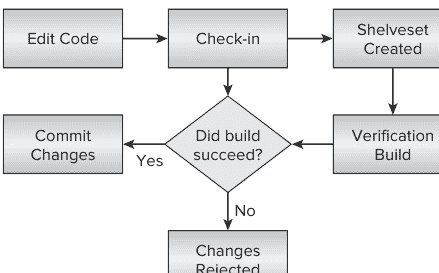 Edit Code
Check-in
Shelveset
Created
Commit
Changes
Did build
succeed?
Verification
Build
Yes
No
Changes
Rejected